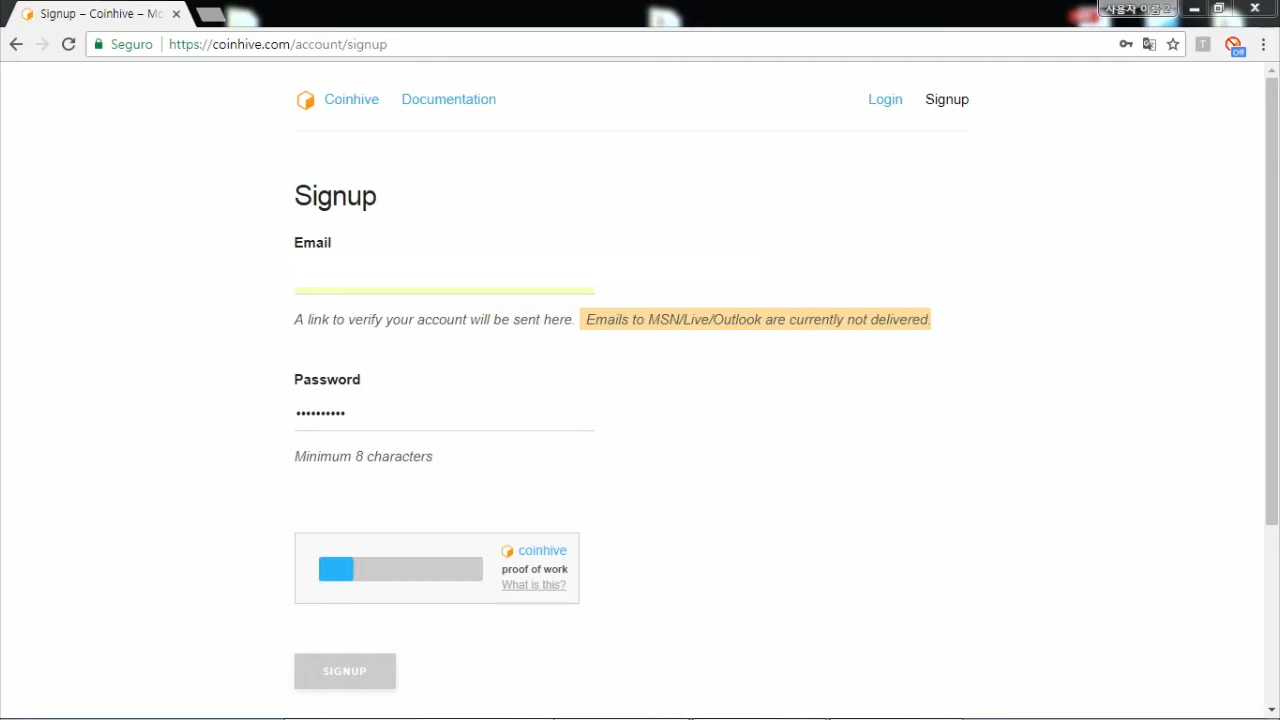 Signup – Coinhive – Mo
사용자 이름 2
Seguro
https://coinhive.com/account/signup
T
Off
Coinhive
Documentation
Login
Signup
Signup
Email
A link to verify your account will be sent here. Emails to MSN/Live/Outlook are currently not delivered.
Password
••••••••••
Minimum 8 characters
coinhive
proof of work
What is this?
SIGNUP